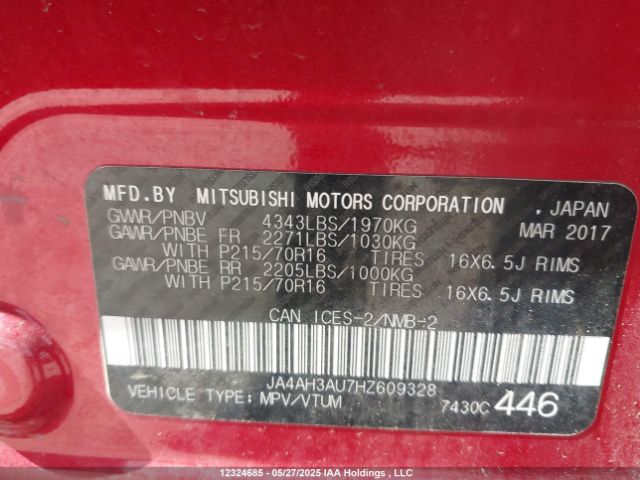 MFD.BY MITSUBISHI MOTORS CORPORATION , JAPAN
GVWR/PNBV 4343LBS/1970KG MAR 2017
GAWR/PNBE FR 2271LBS/1030KG
WITH P215/70R16 TIRES 16X6.5J RIMS
GAWR/PNBE RR 2205LBS/1000KG
WITH P215/70R16 TIRES 16X6.5J RIMS
CAN ICES-2/NMB-2
JA4AH3AU7HZ609328
VEHICLE TYPE:MPV/VTUM 7430C 446
12324685 — 05/27/2025 IAA Holdings , LLC